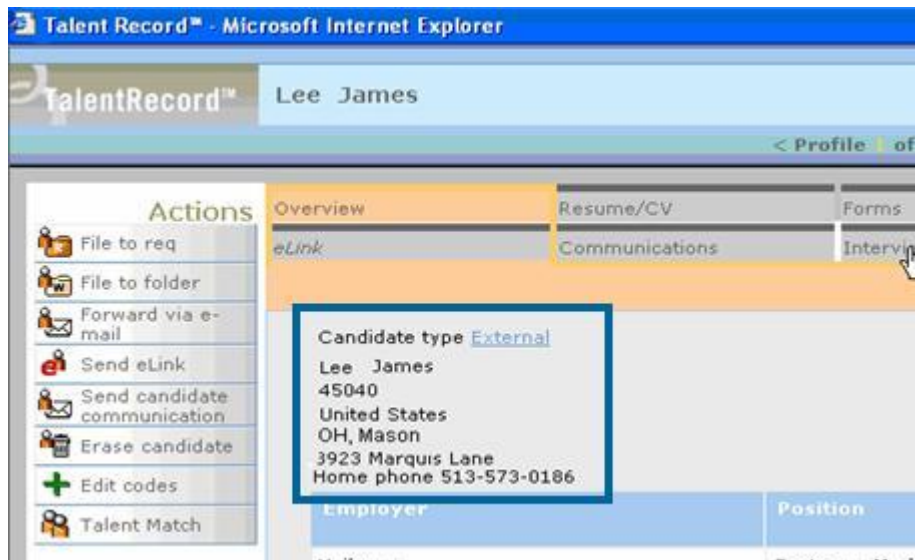 Talent Record™ - Microsoft Internet Explorer
TalentRecord™
Lee James
< Profile 1 of
Actions
Overview
Resume/CV
Forms
File to req
eLink
Communications
File to folder
Forward via e-
mail
Send eLink
Send candidate
communication
Erase candidate
Edit codes
Talent Match
Candidate type External
Lee James
45040
United States
OH, Mason
3923 Marquis Lane
Home phone 513-573-0186
Employer
Position